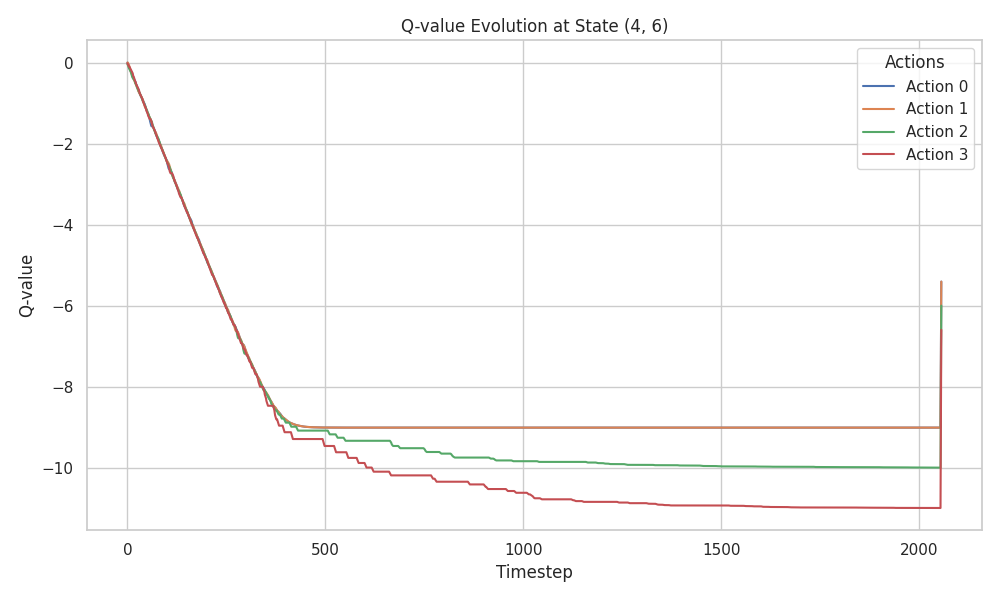 Q-value Evolution at State (4, 6)
Actions
Action 0
Action 1
Action 2
Action 3
Q-value
0
−2
−4
−6
−8
−10
0
500
1000
1500
2000
Timestep